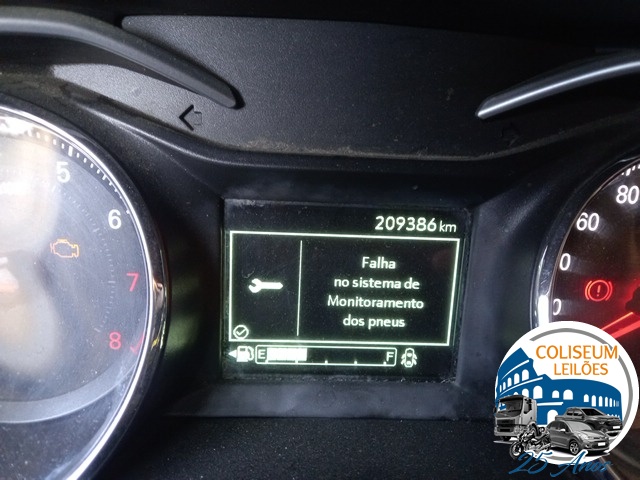 209386 km
Falha
no sistema de
Monitoramento
dos pneus
E F
5
6
7
8
60
80
COLISEUM
LEILÕES
25 Anos